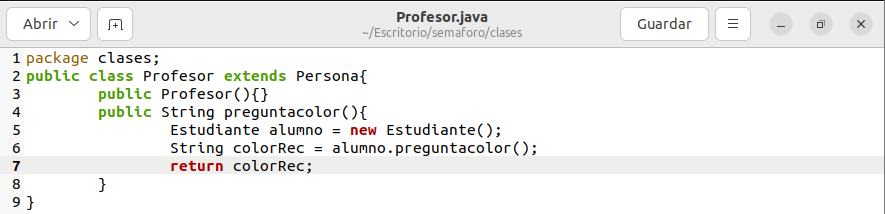 Abrir
Profesor.java
~/Escritorio/semaforo/clases
Guardar
1 package clases;
2 public class Profesor extends Persona{
3         public Profesor(){}
4         public String preguntacolor(){
5                 Estudiante alumno = new Estudiante();
6                 String colorRec = alumno.preguntacolor();
7                 return colorRec;
8         }
9 }